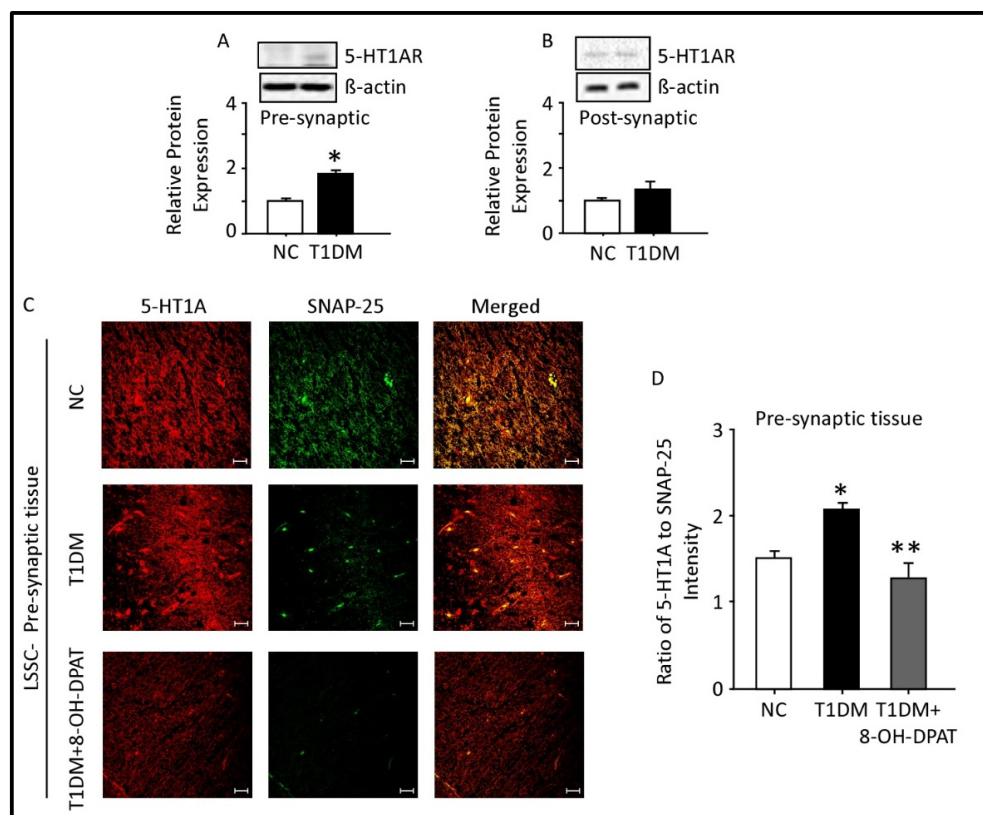 A
5-HT1AR
ß-actin
Pre-synaptic
4
2
0
Relative Protein
Expression
*
NC T1DM
B
5-HT1AR
ß-actin
Post-synaptic
4
2
0
Relative Protein
Expression
NC T1DM
C
5-HT1A SNAP-25 Merged
LSSC- Pre-synaptic tissue
NC
T1DM
T1DM+8-OH-DPAT
D
Pre-synaptic tissue
3
2
1
0
Ratio of 5-HT1A to SNAP-25
Intensity
*
**
NC T1DM T1DM+
8-OH-DPAT